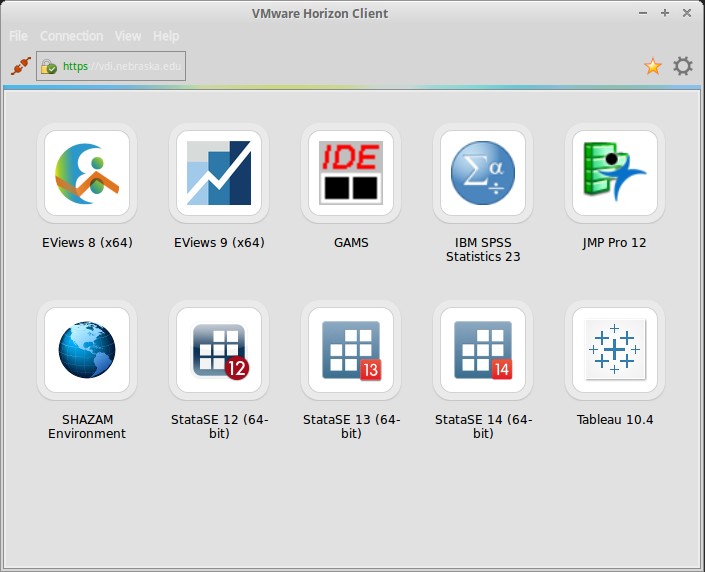 VMware Horizon Client
File Connection View Help
https://vdi.nebraska.edu
IDE
Σα
÷
EViews 8 (x64)
EViews 9 (x64)
GAMS
IBM SPSS
Statistics 23
JMP Pro 12
12
13
14
SHAZAM
Environment
StataSE 12 (64-
bit)
StataSE 13 (64-
bit)
StataSE 14 (64-
bit)
Tableau 10.4